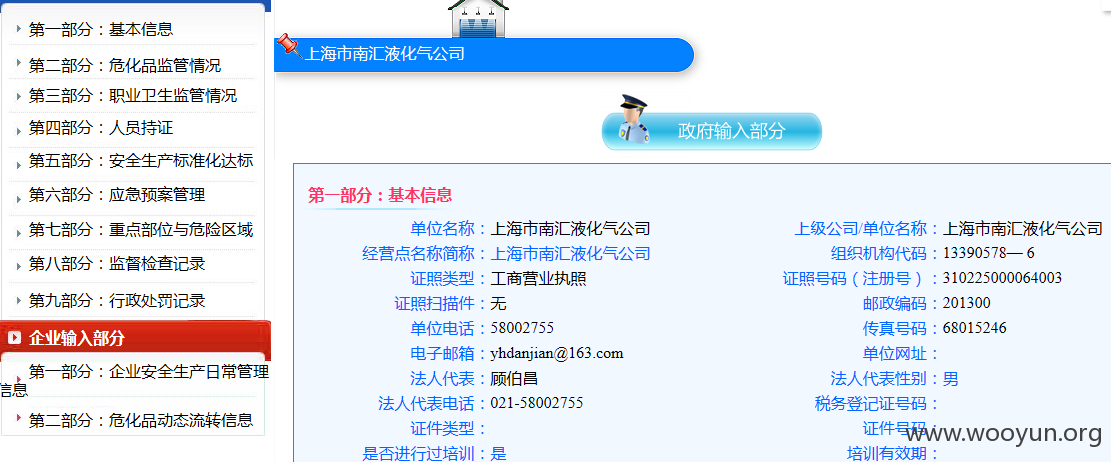 第一部分：基本信息
第二部分：危化品监管情况
第三部分：职业卫生监管情况
第四部分：人员持证
第五部分：安全生产标准化达标
第六部分：应急预案管理
第七部分：重点部位与危险区域
第八部分：监督检查记录
第九部分：行政处罚记录
企业输入部分
第一部分：企业安全生产日常管理
信息
第二部分：危化品动态流转信息
上海市南汇液化气公司
政府输入部分
第一部分：基本信息
单位名称：上海市南汇液化气公司 上级公司/单位名称：上海市南汇液化气公司
经营点名称简称：上海市南汇液化气公司 组织机构代码：13390578—6
证照类型：工商营业执照 证照号码（注册号）：310225000064003
证照扫描件：无 邮政编码：201300
单位电话：58002755 传真号码：68015246
电子邮箱：yhdanjian@163.com 单位网址：
法人代表：顾伯昌 法人代表性别：男
法人代表电话：021-58002755 税务登记证号码：
证件类型： 证件号码：
是否进行过培训：是 培训有效期：
www.wooyun.org